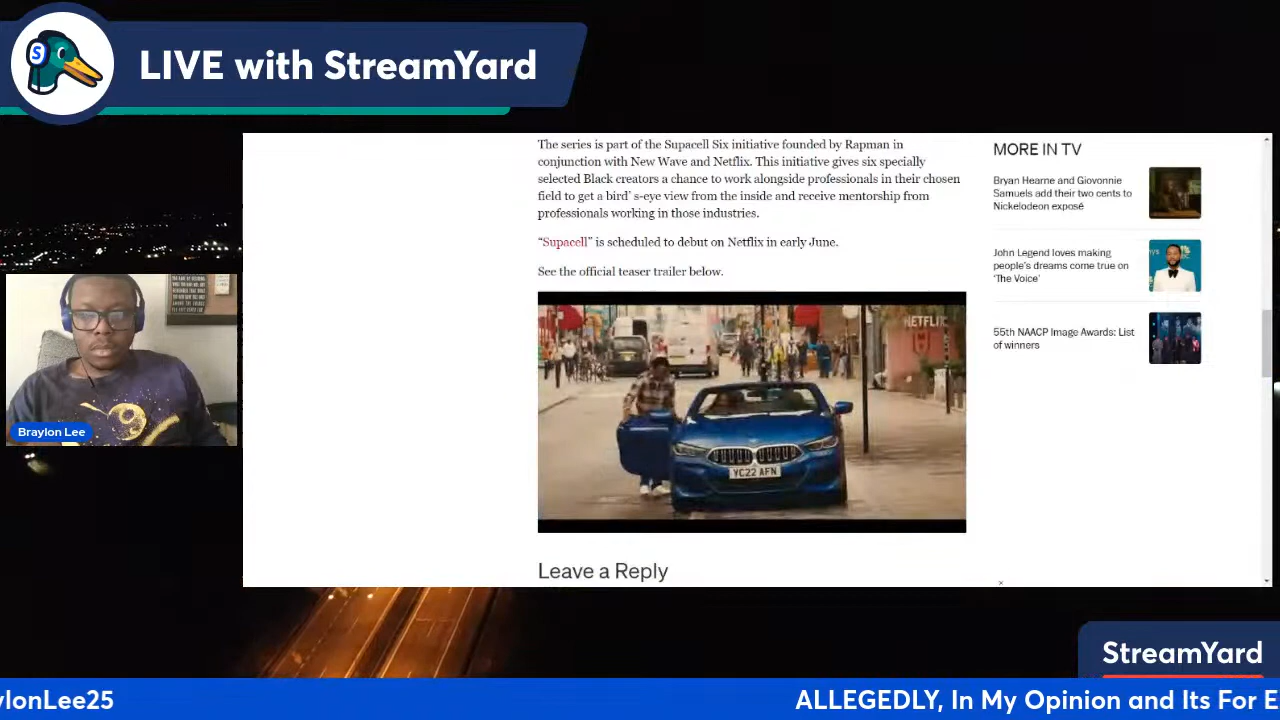 S
LIVE with StreamYard
The series is part of the Supacell Six initiative founded by Rapman in
conjunction with New Wave and Netflix. This initiative gives six specially
selected Black creators a chance to work alongside professionals in their chosen
field to get a bird’ s-eye view from the inside and receive mentorship from
professionals working in those industries.
“Supacell” is scheduled to debut on Netflix in early June.
See the official teaser trailer below.
NETFLIX
YC22 AFN
Leave a Reply
MORE IN TV
Bryan Hearne and Giovonnie
Samuels add their two cents to
Nickelodeon exposé
John Legend loves making
people’s dreams come true on
‘The Voice’
55th NAACP Image Awards: List
of winners
Braylon Lee
StreamYard
ylonLee25
ALLEGEDLY, In My Opinion and Its For E